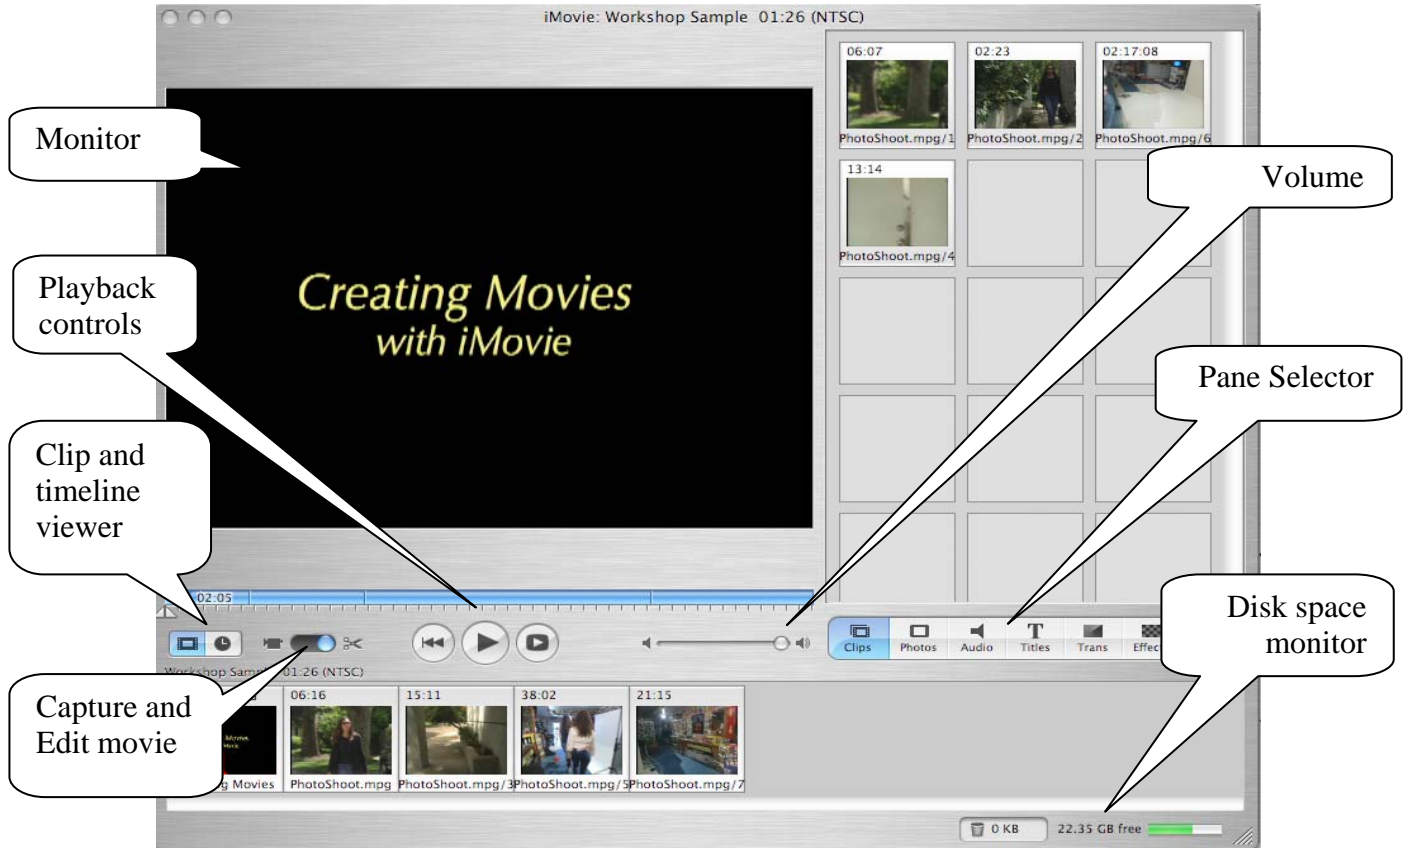 iMovie: Workshop Sample 01:26 (NTSC)
Monitor
Creating Movies
with iMovie
06:07
02:23
02:17:08
PhotoShoot.mpg/1
PhotoShoot.mpg/2
PhotoShoot.mpg/6
13:14
PhotoShoot.mpg/4
Volume
Playback
controls
Pane Selector
Clip and
timeline
viewer
02:05
Disk space
monitor
Clips
Photos
Audio
T
Titles
Trans
Effec
Workshop Sample 01:26 (NTSC)
Capture and
Edit movie
06:16
15:11
38:02
21:15
g Movies
PhotoShoot.mpg
PhotoShoot.mpg/3
PhotoShoot.mpg/5
PhotoShoot.mpg/7
0 KB
22.35 GB free